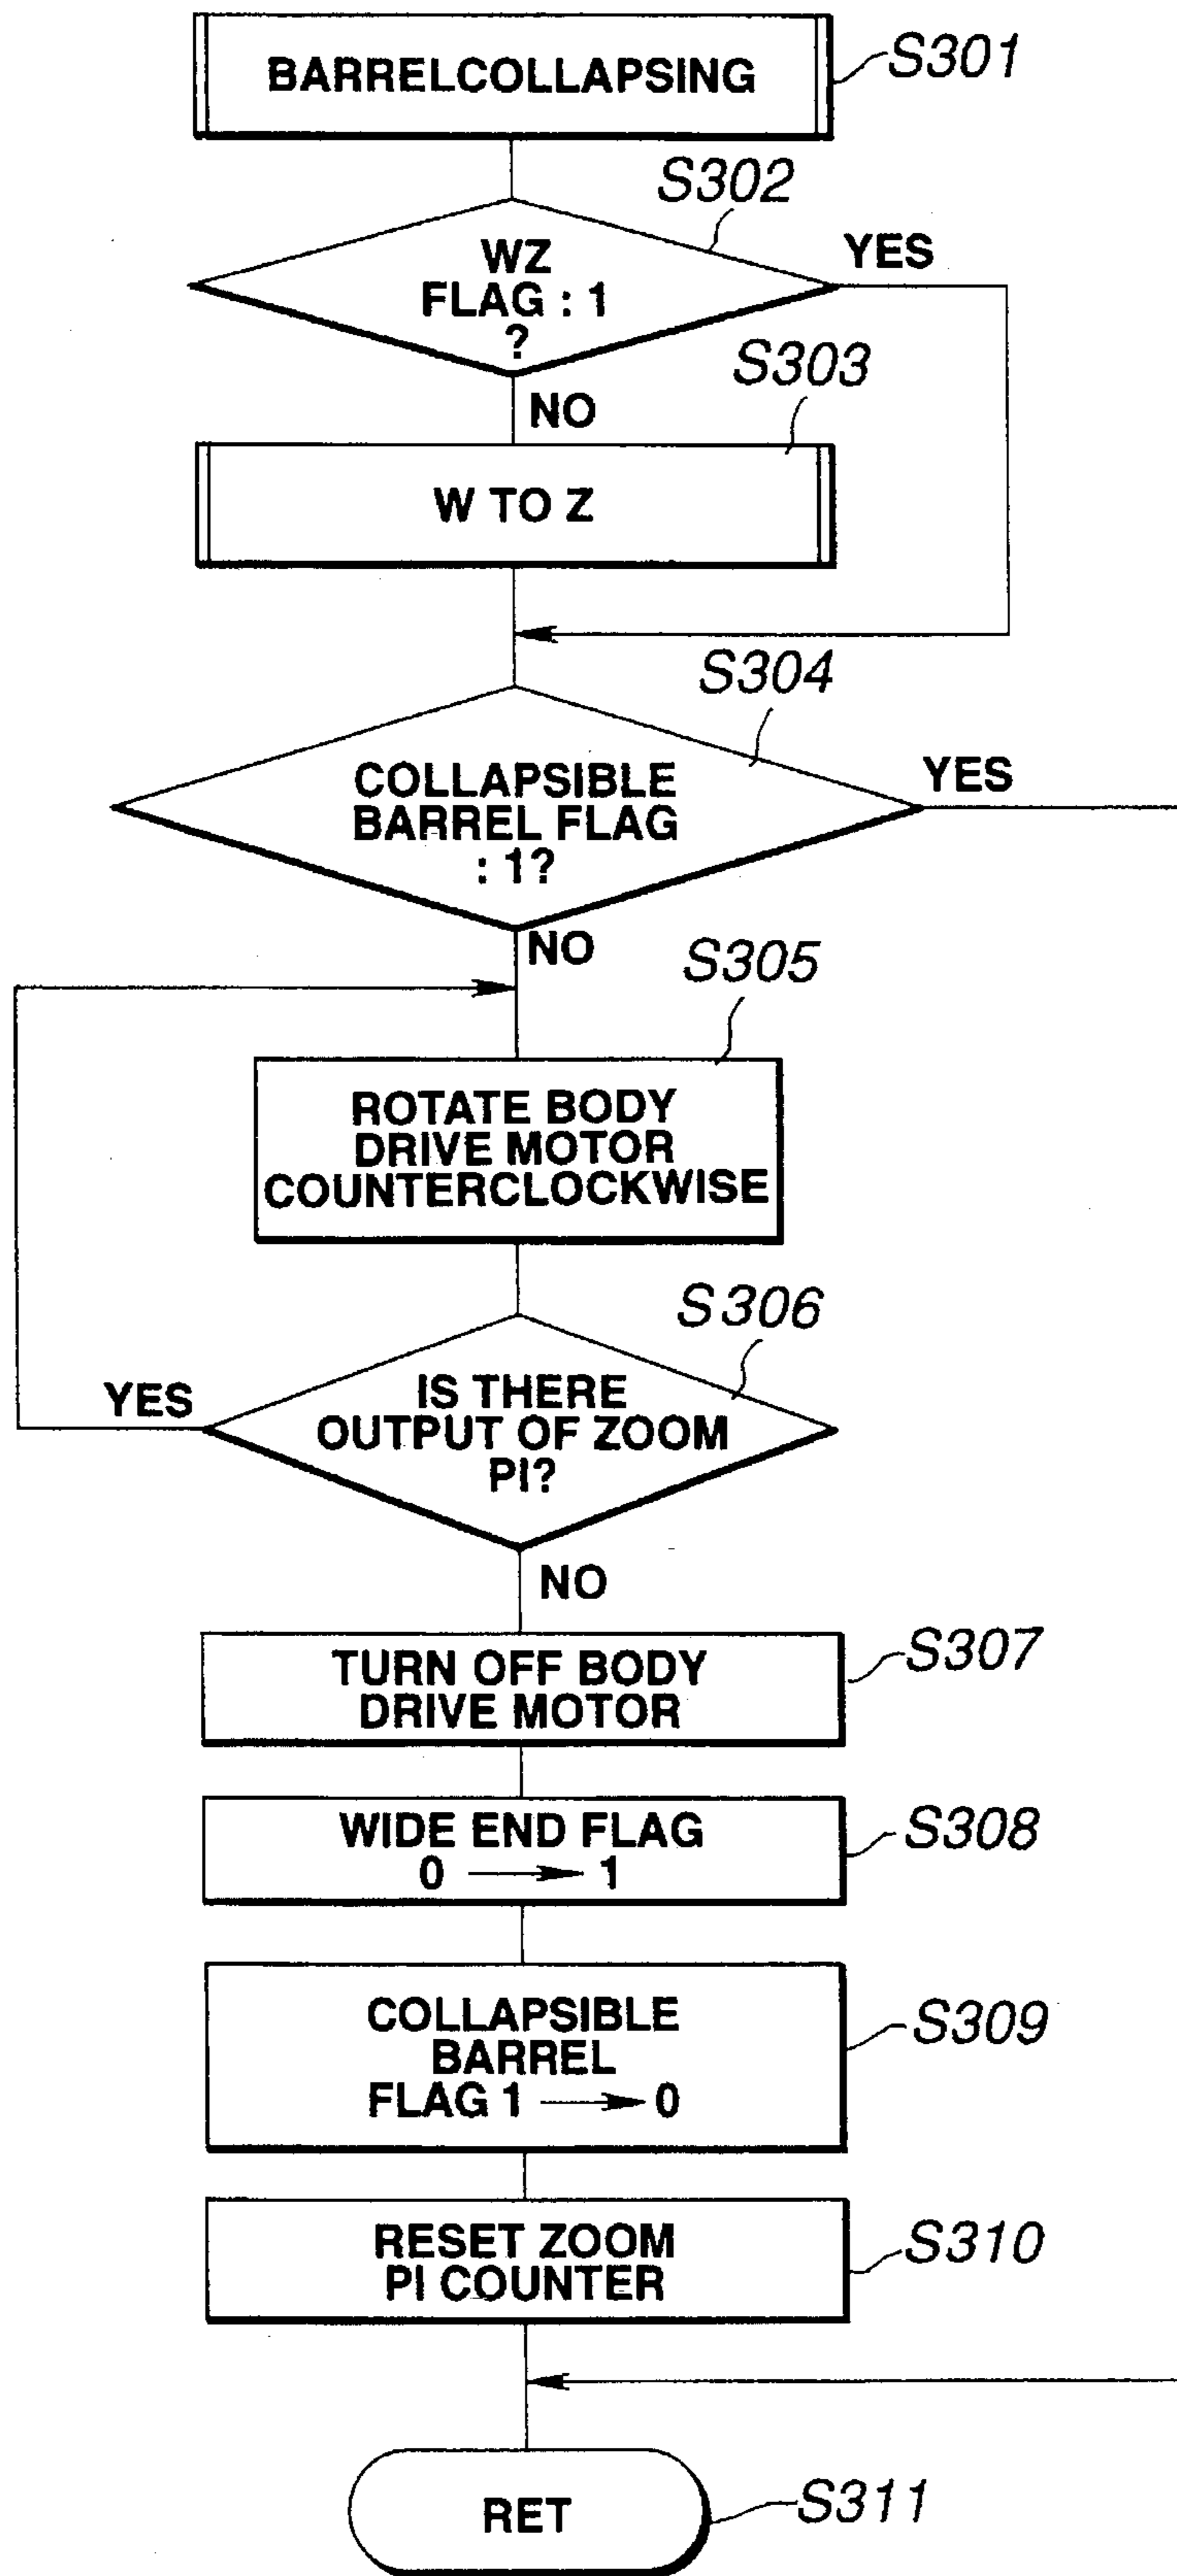 BARRELCOLLAPSING
S301
S302
WZ
FLAG : 1
?
YES
NO
S303
W TO Z
S304
COLLAPSIBLE
BARREL FLAG
: 1?
YES
NO
S305
ROTATE BODY
DRIVE MOTOR
COUNTERCLOCKWISE
S306
IS THERE
OUTPUT OF ZOOM
PI?
YES
NO
TURN OFF BODY
DRIVE MOTOR
S307
WIDE END FLAG
0 → 1
S308
COLLAPSIBLE
BARREL
FLAG 1 → 0
S309
RESET ZOOM
PI COUNTER
S310
RET
S311